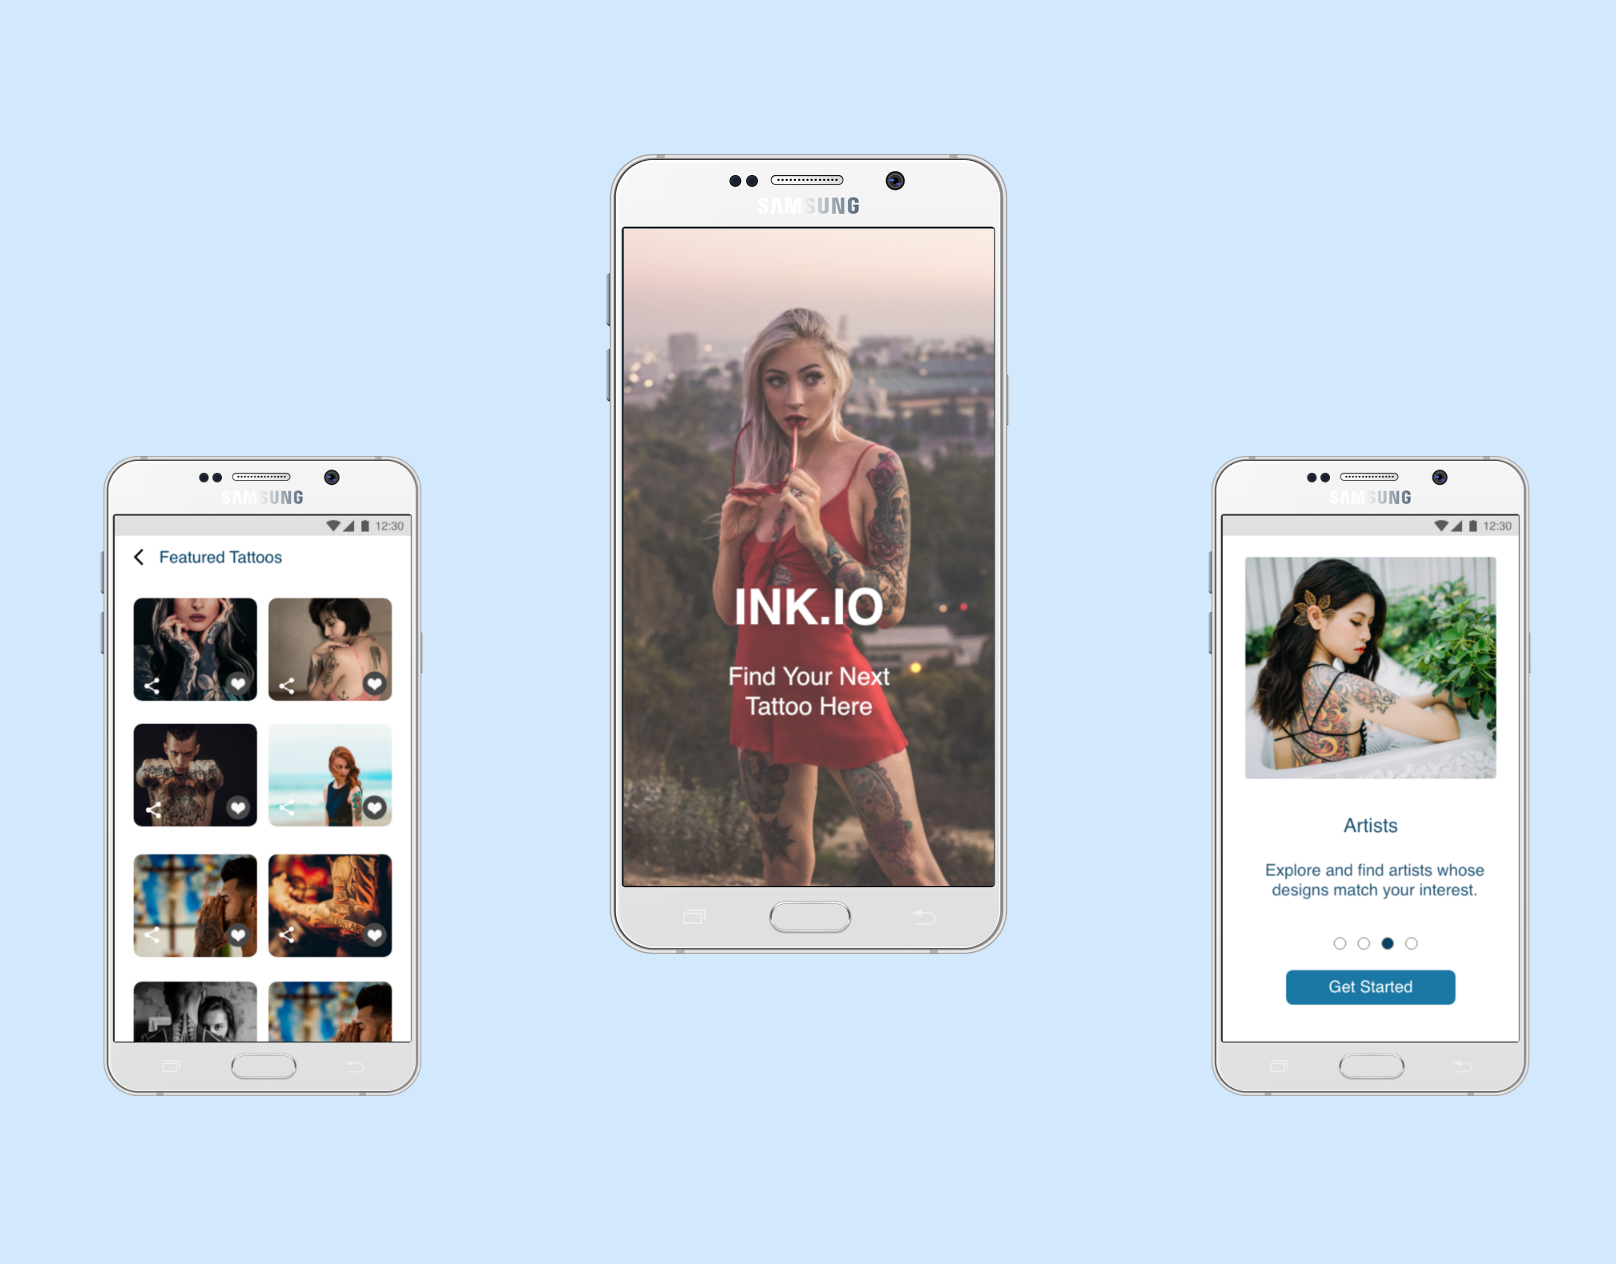 SAMSUNG
12:30
Featured Tattoos
SAMSUNG
INK.IO
Find Your Next
Tattoo Here
SAMSUNG
12:30
Artists
Explore and find artists whose
designs match your interest.
Get Started